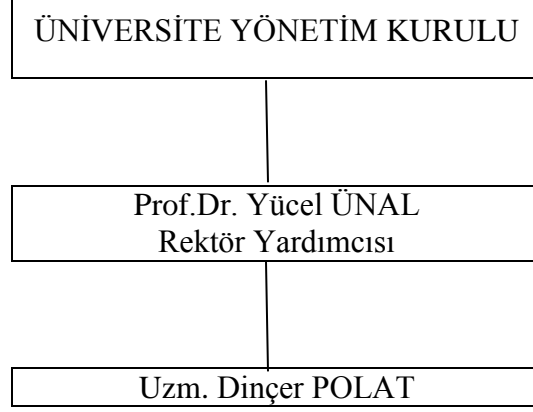 ÜNİVERSİTE YÖNETİM KURULU
Prof.Dr. Yücel ÜNAL
Rektör Yardımcısı
Uzm. Dinçer POLAT